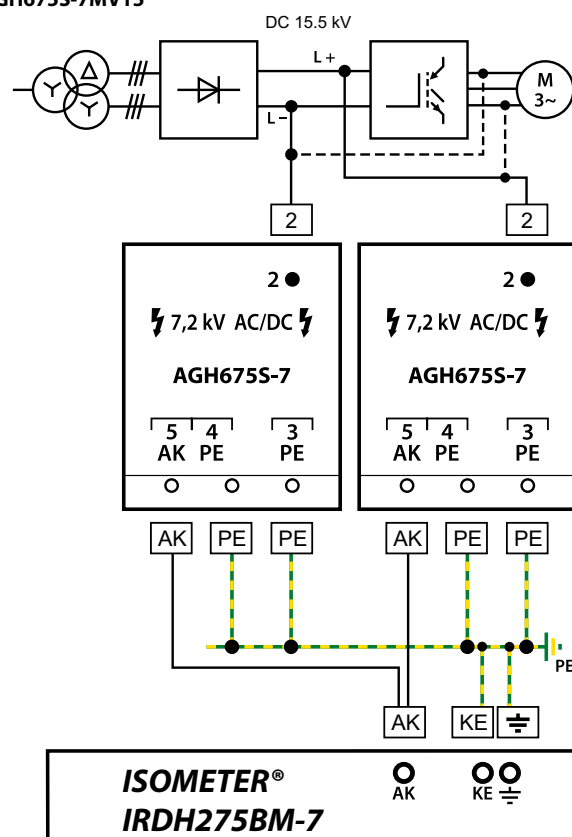 AGH675S-7MV15
DC 15.5 kV
L+
L-
M
3~
2
2
2
2
7,2 kV AC/DC
7,2 kV AC/DC
AGH675S-7
AGH675S-7
5 4 3
AK PE PE
5 4 3
AK PE PE
AK PE PE
AK PE PE
PE
AK KE
ISOMETER®
IRDH275BM-7
AK KE